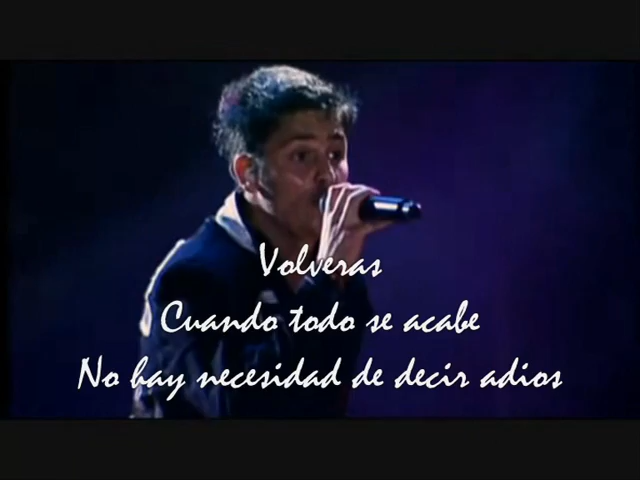 Volveras
Cuando todo se acabe
No hay necesidad de decir adios